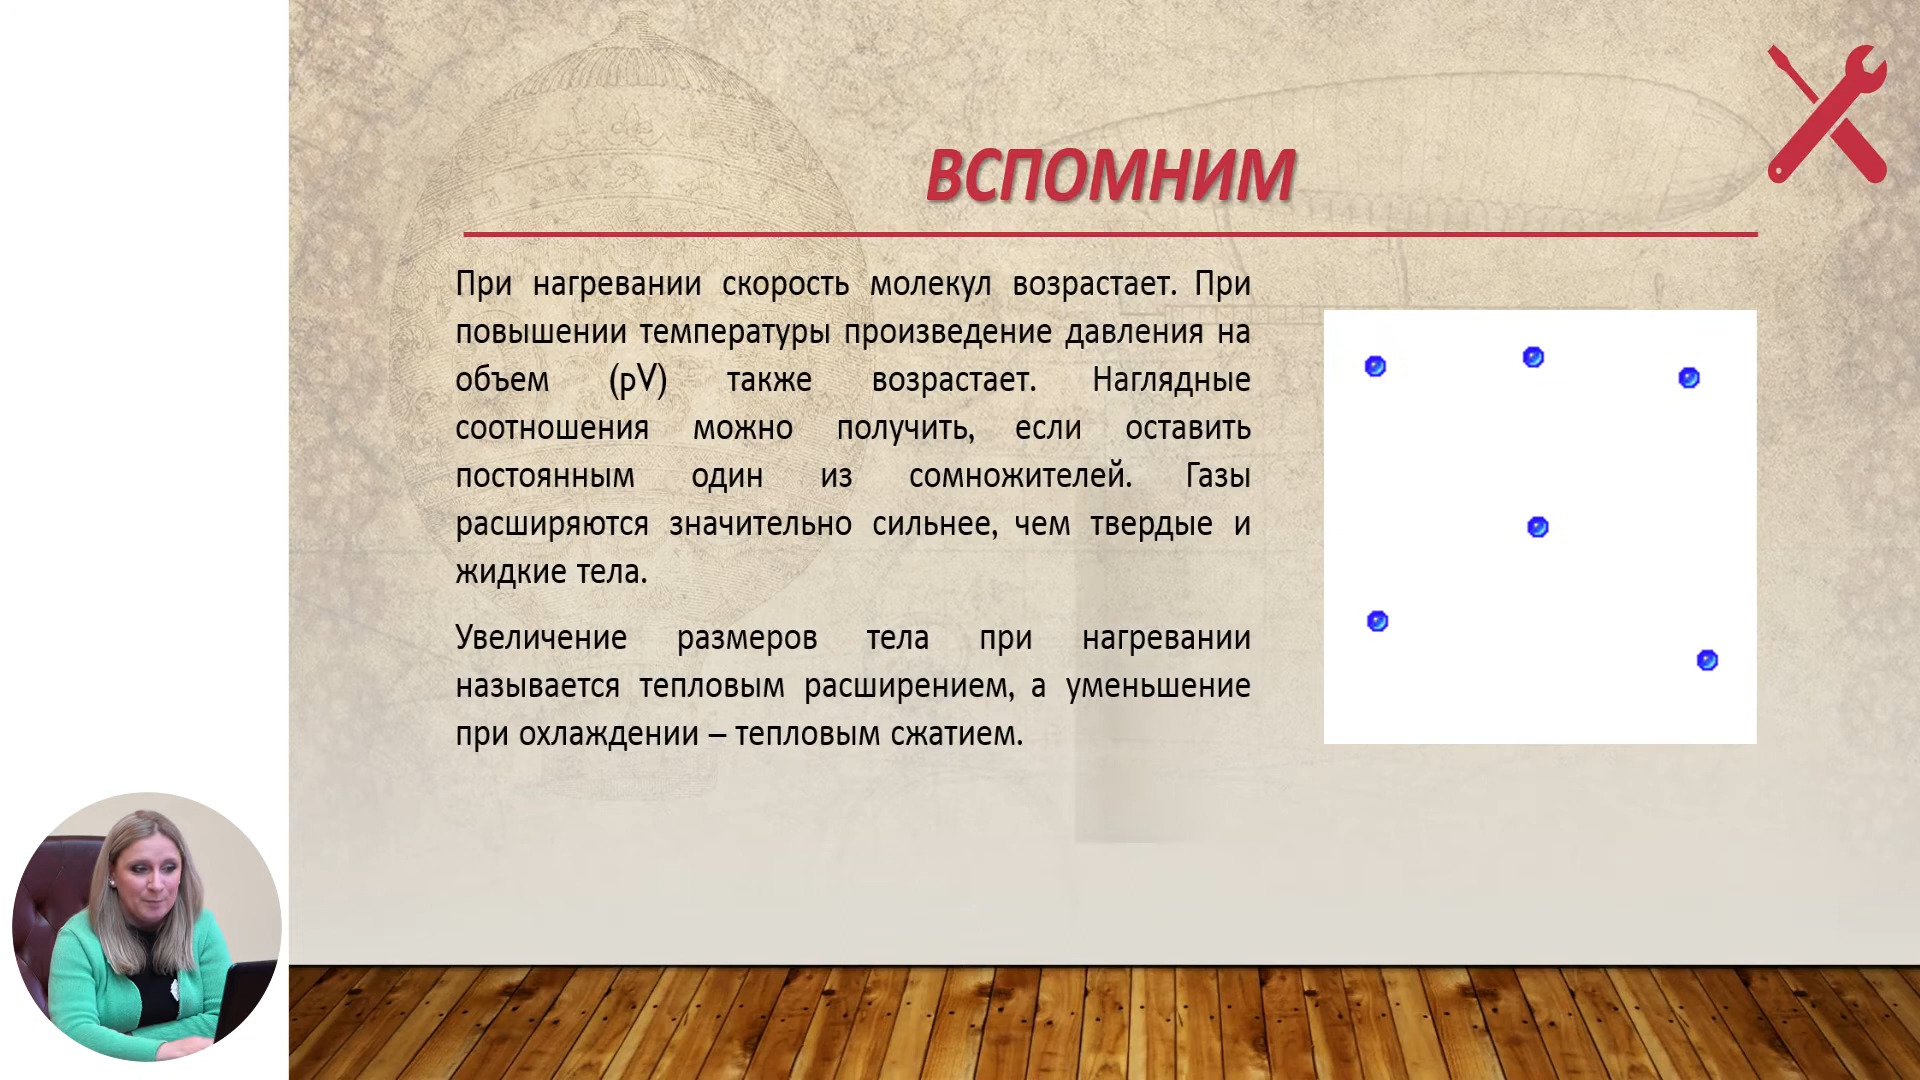 ВСПОМНИМ
При нагревании скорость молекул возрастает. При
повышении температуры произведение давления на
объем (pV) также возрастает. Наглядные
соотношения можно получить, если оставить
постоянным один из сомножителей. Газы
расширяются значительно сильнее, чем твердые и
жидкие тела.
Увеличение размеров тела при нагревании
называется тепловым расширением, а уменьшение
при охлаждении – тепловым сжатием.